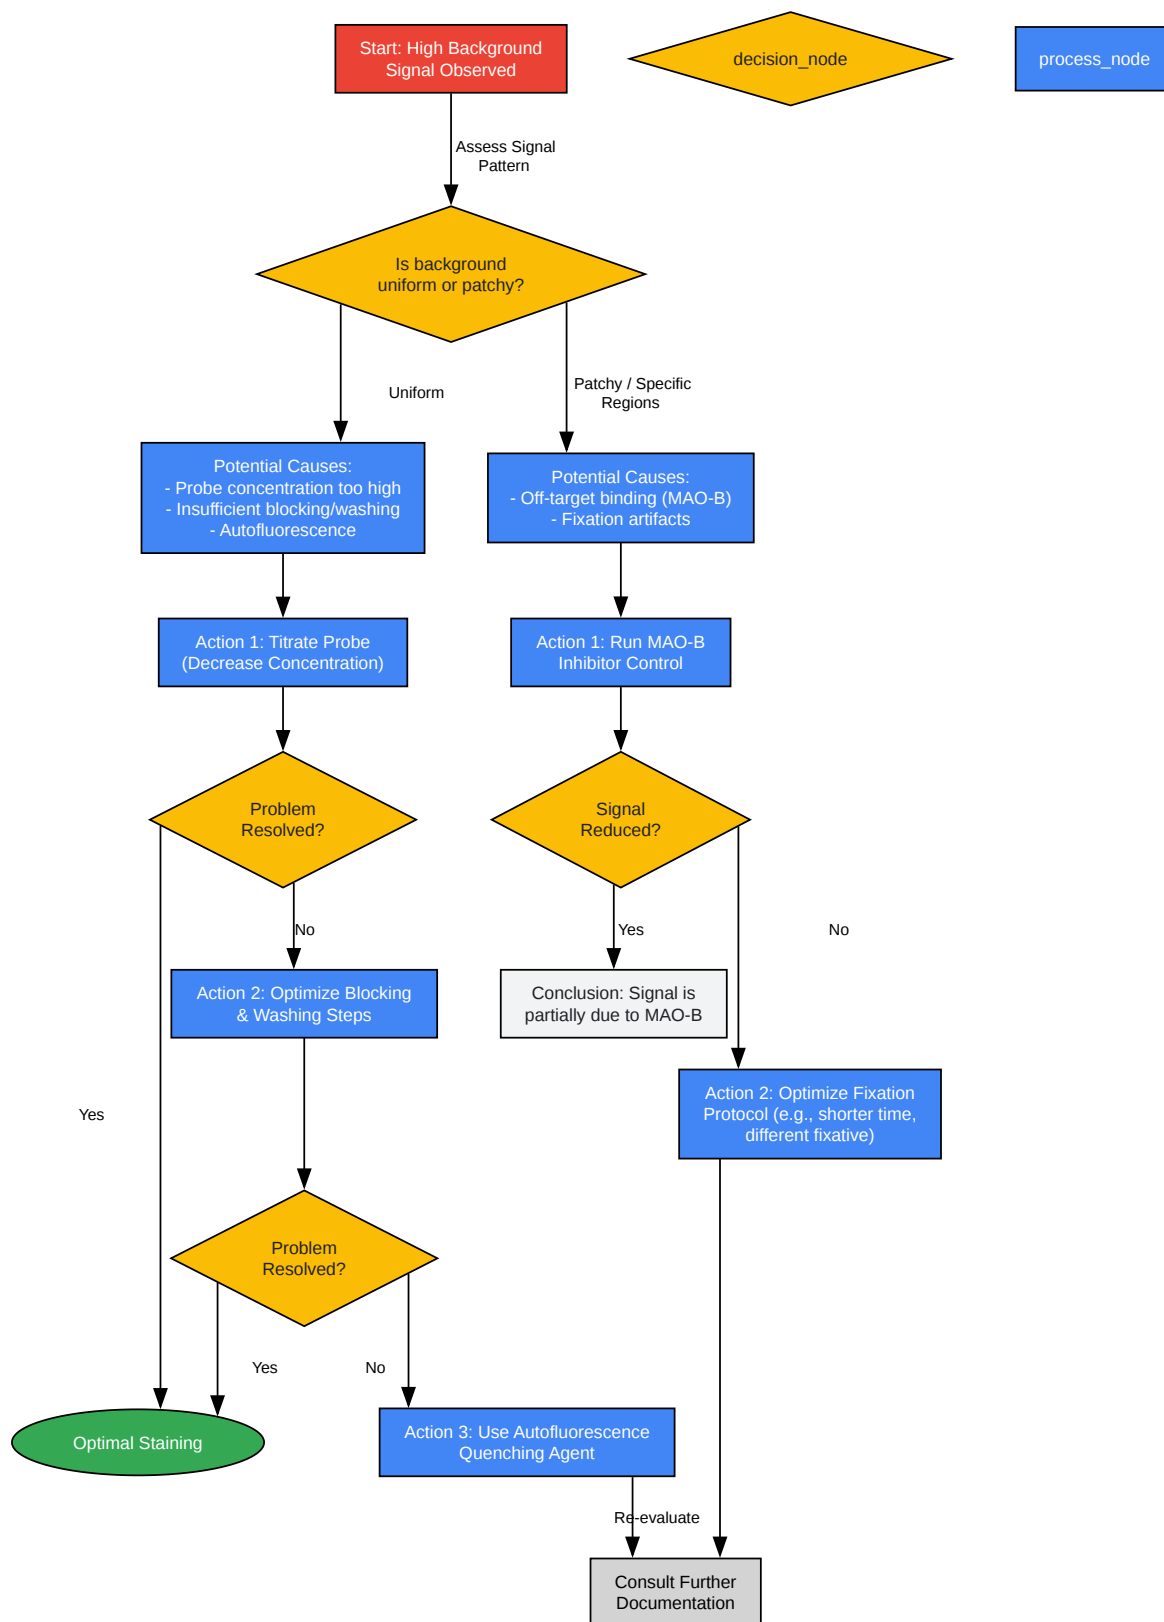 Start: High Background
Signal Observed
decision_node
process_node
Assess Signal
Pattern
Is background
uniform or patchy?
Uniform
Patchy / Specific
Regions
Potential Causes:
- Probe concentration too high
- Insufficient blocking/washing
- Autofluorescence
Potential Causes:
- Off-target binding (MAO-B)
- Fixation artifacts
Action 1: Titrate Probe
(Decrease Concentration)
Action 1: Run MAO-B
Inhibitor Control
Problem
Resolved?
Signal
Reduced?
No
Yes
No
Action 2: Optimize Blocking
& Washing Steps
Conclusion: Signal is
partially due to MAO-B
Yes
Action 2: Optimize Fixation
Protocol (e.g., shorter time,
different fixative)
Problem
Resolved?
Yes
No
Optimal Staining
Action 3: Use Autofluorescence
Quenching Agent
Re-evaluate
Consult Further
Documentation